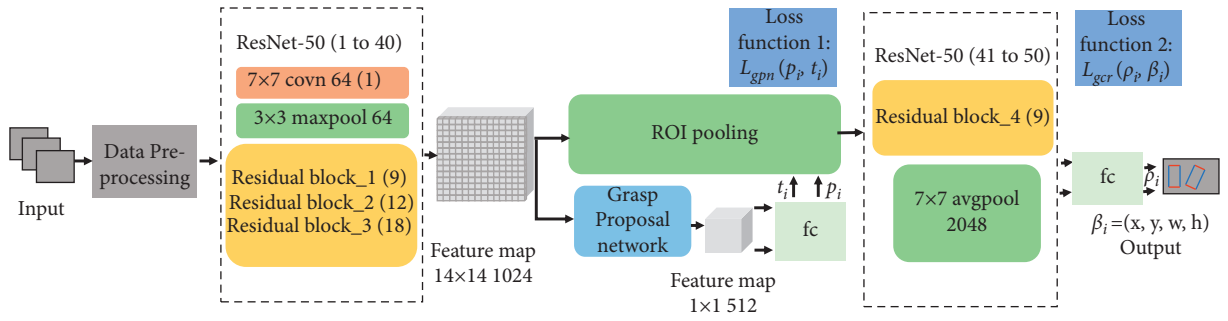 Input
Data Pre-
processing
ResNet-50 (1 to 40)
7×7 covn 64 (1)
3×3 maxpool 64
Residual block_1 (9)
Residual block_2 (12)
Residual block_3 (18)
Feature map
14×14 1024
ROI pooling
Grasp
Proposal
network
Feature map
1×1 512
t_i
p_i
fc
Loss
function 1:
L_gpn (p_i, t_i)
ResNet-50 (41 to 50)
Residual block_4 (9)
7×7 avgpool
2048
Loss
function 2:
L_gcr (ρ_i, β_i)
fc
p_i
β_i =(x, y, w, h)
Output